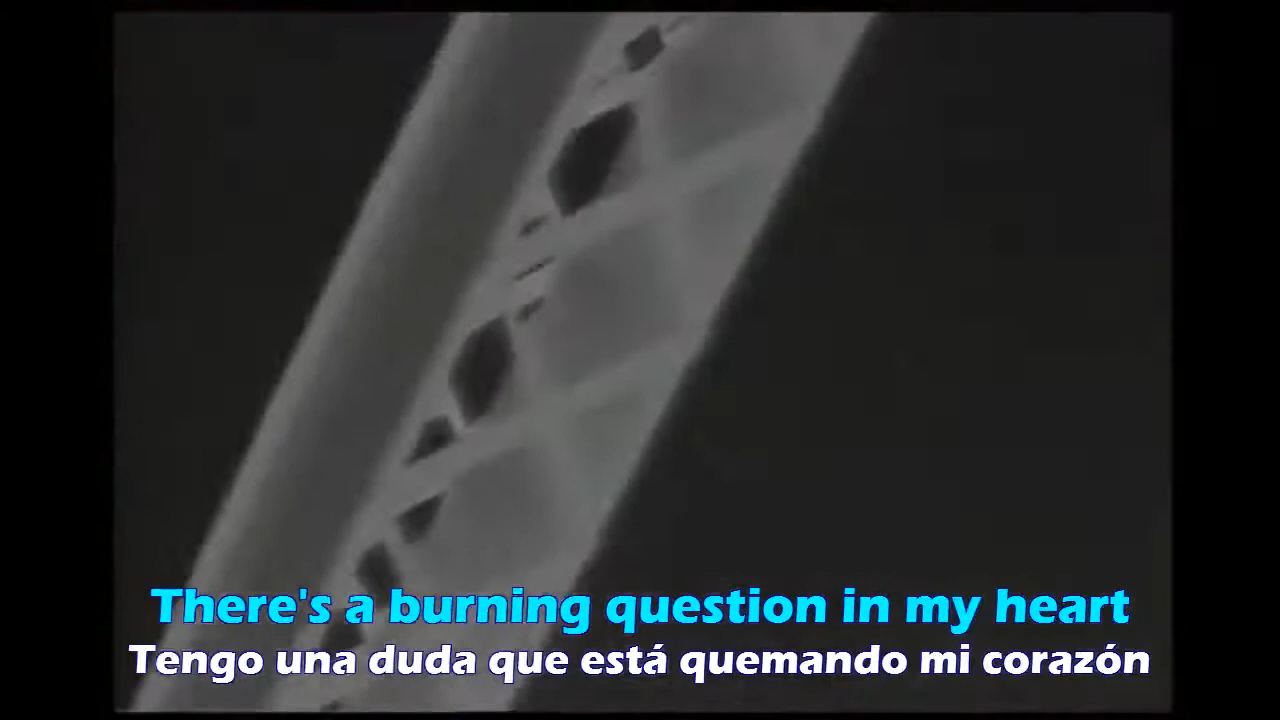 There's a burning question in my heart
Tengo una duda que está quemando mi corazón